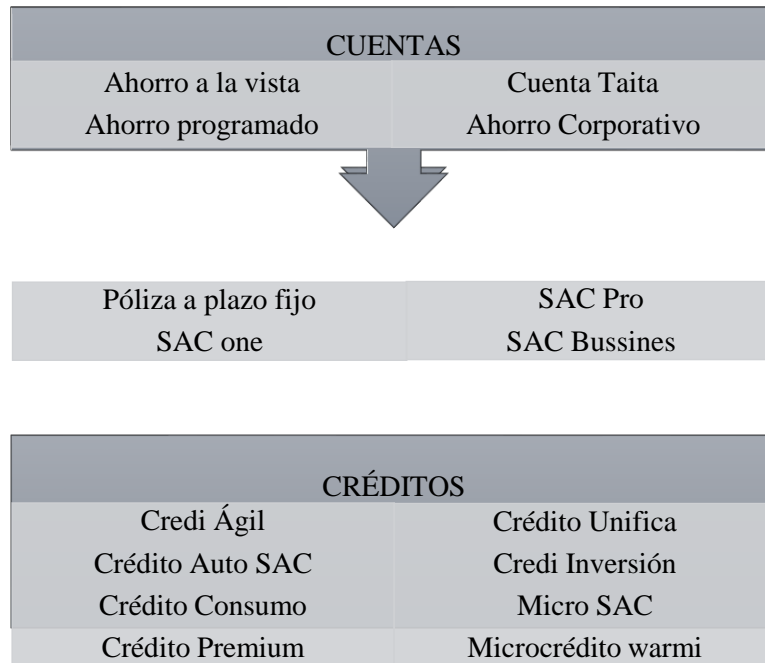 CUENTAS
Ahorro a la vista Cuenta Taita
Ahorro programado Ahorro Corporativo
Póliza a plazo fijo SAC Pro
SAC one SAC Bussines
CRÉDITOS
Credi Ágil Crédito Unifica
Crédito Auto SAC Credi Inversión
Crédito Consumo Micro SAC
Crédito Premium Microcrédito warmi